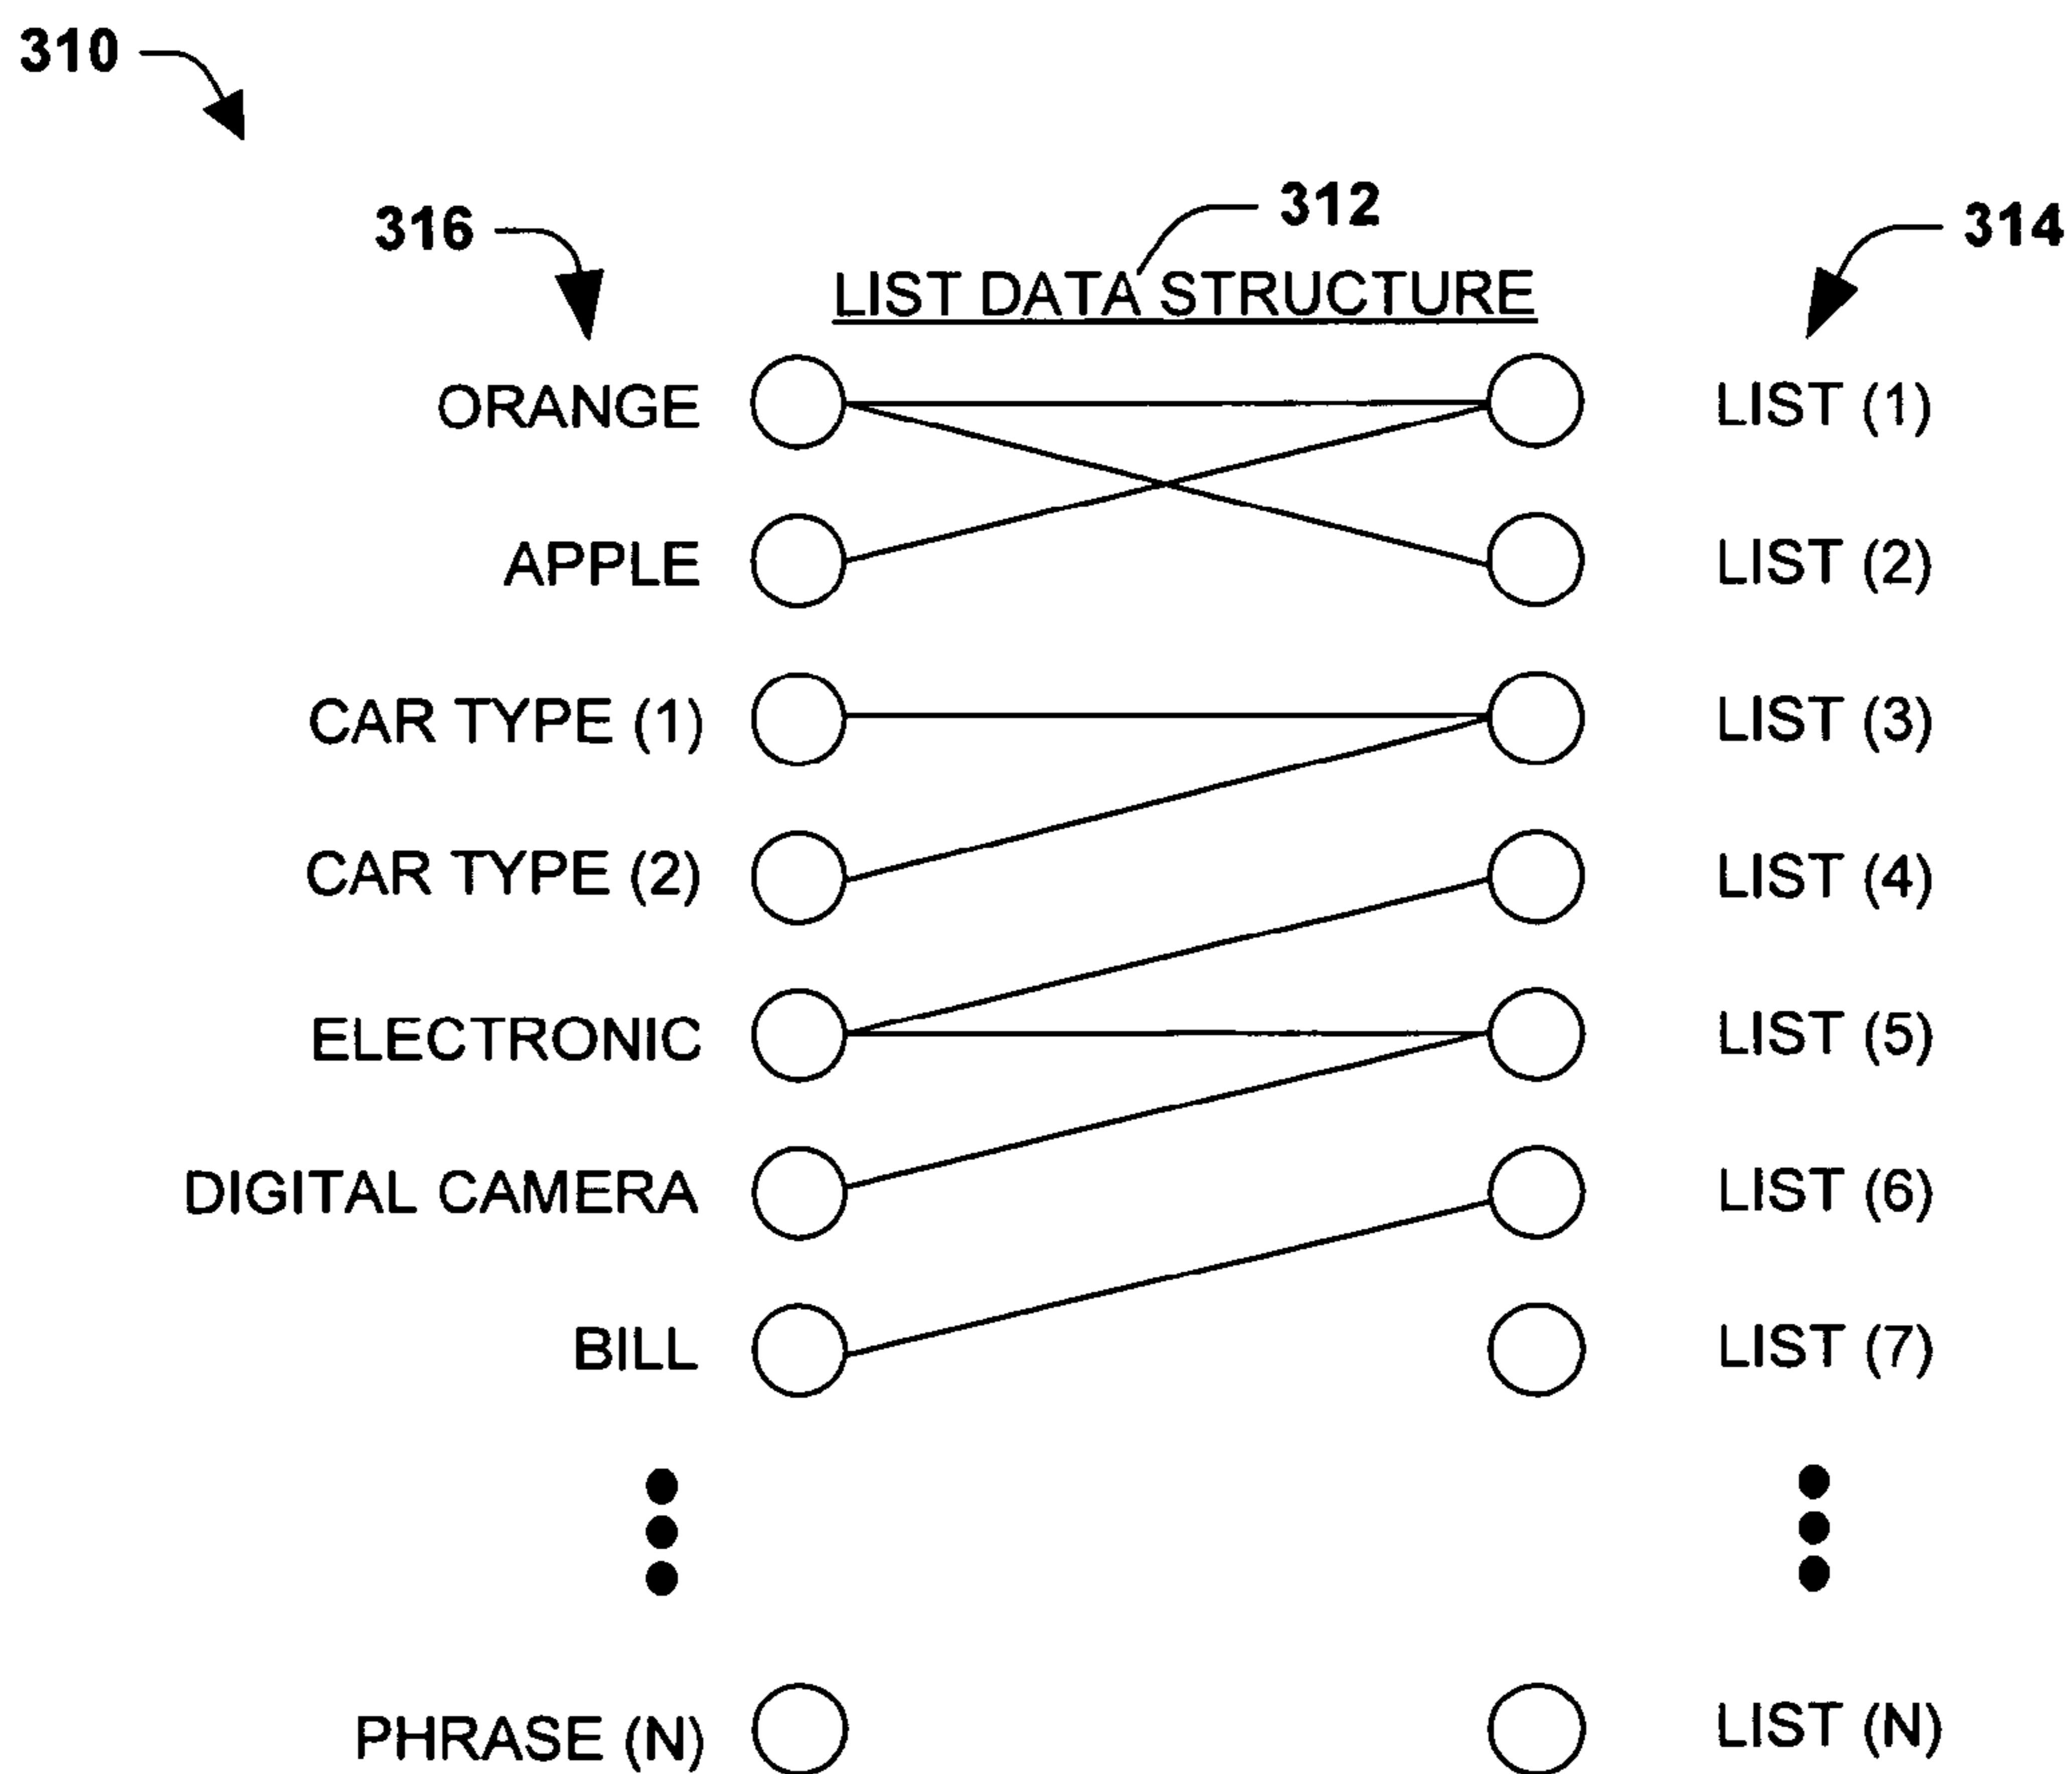 310
312
316
314
LIST DATA STRUCTURE
ORANGE
LIST (1)
APPLE
LIST (2)
CAR TYPE (1)
LIST (3)
CAR TYPE (2)
LIST (4)
ELECTRONIC
LIST (5)
DIGITAL CAMERA
LIST (6)
BILL
LIST (7)
PHRASE (N)
LIST (N)